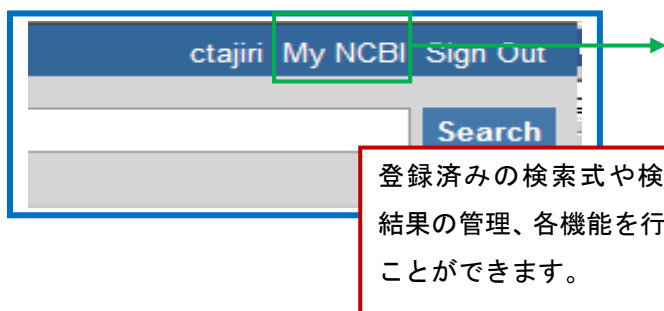 ctajiri My NCBI Sign Out
Search
登録済みの検索式や検
結果の管理、各機能を行
ことができます。